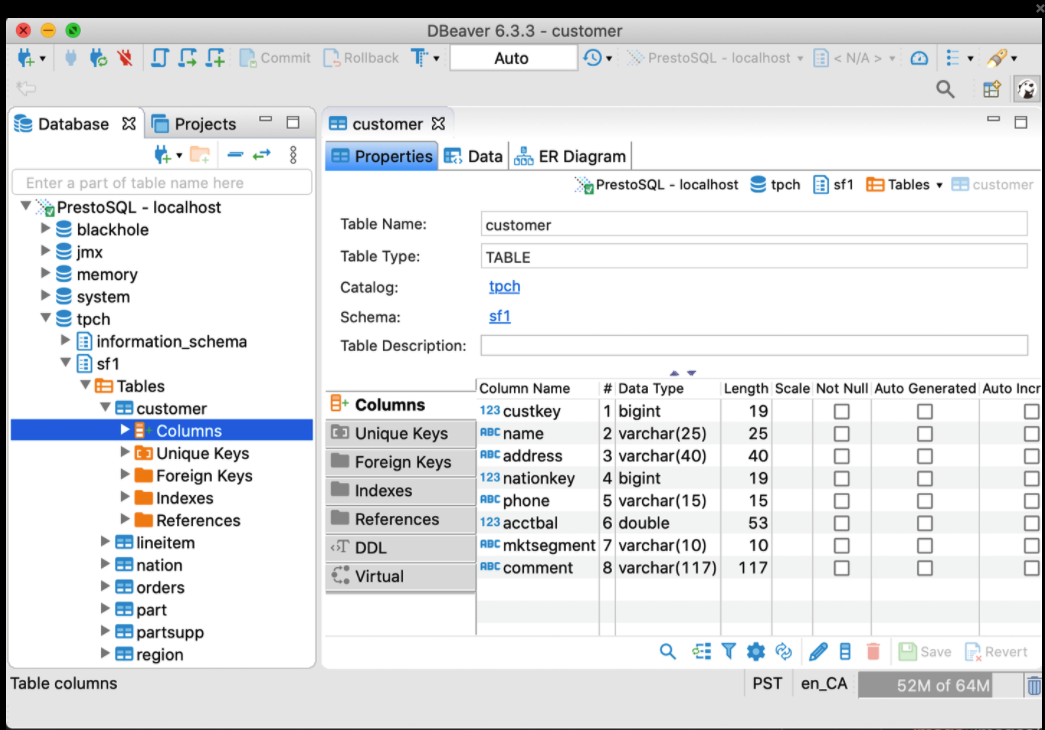 DBeaver 6.3.3 - customer
Commit Rollback Auto PrestoSQL - localhost < N/A >
Database Projects
Enter a part of table name here
PrestoSQL - localhost
blackhole
jmx
memory
system
tpch
information_schema
sf1
Tables
customer
Columns
Unique Keys
Foreign Keys
Indexes
References
lineitem
nation
orders
part
partsupp
region
customer
Properties Data ER Diagram
PrestoSQL - localhost tpch sf1 Tables customer
Table Name: customer
Table Type: TABLE
Catalog: tpch
Schema: sf1
Table Description:
Columns
Unique Keys
Foreign Keys
Indexes
References
DDL
Virtual
Column Name # Data Type Length Scale Not Null Auto Generated Auto Incr
123 custkey 1 bigint 19
ABC name 2 varchar(25) 25
ABC address 3 varchar(40) 40
123 nationkey 4 bigint 19
ABC phone 5 varchar(15) 15
123 acctbal 6 double 53
ABC mktsegment 7 varchar(10) 10
ABC comment 8 varchar(117) 117
Save Revert
Table columns PST en_CA 52M of 64M